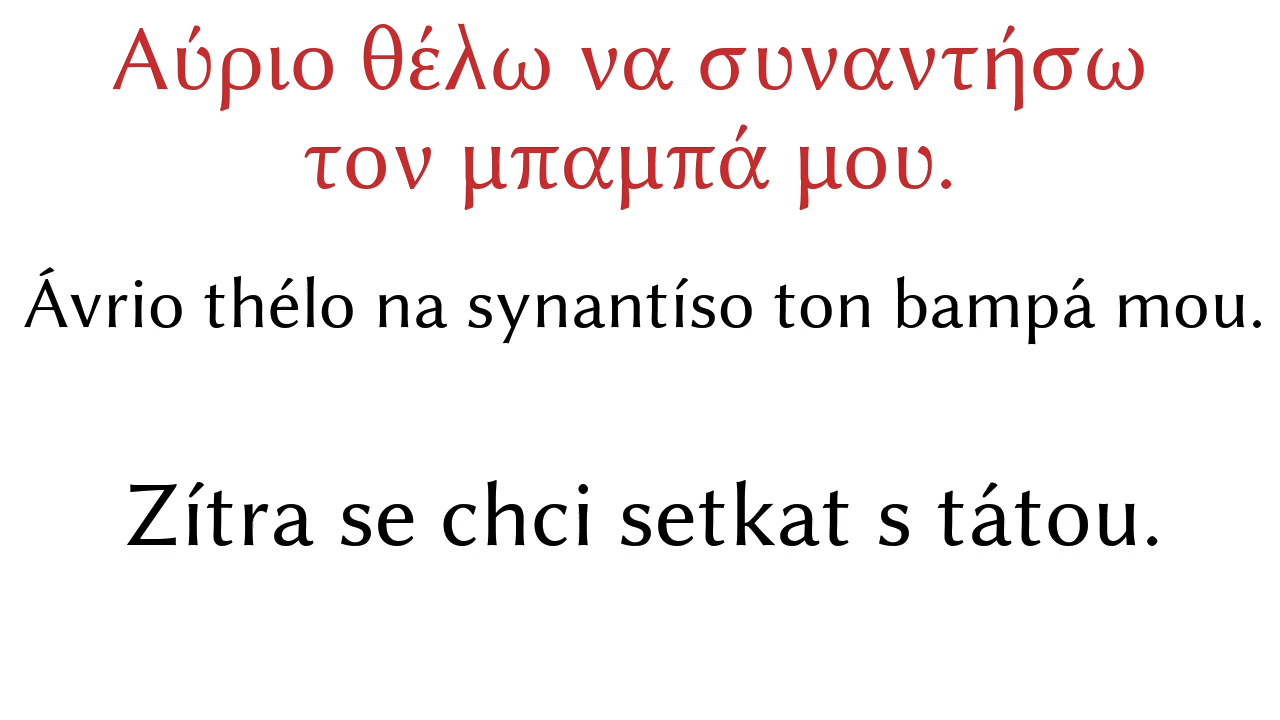 Αύριο θέλω να συναντήσω
τον μπαμπά μου.
Ávrio thélo na synantíso ton bampá mou.
Zítra se chci setkat s tátou.